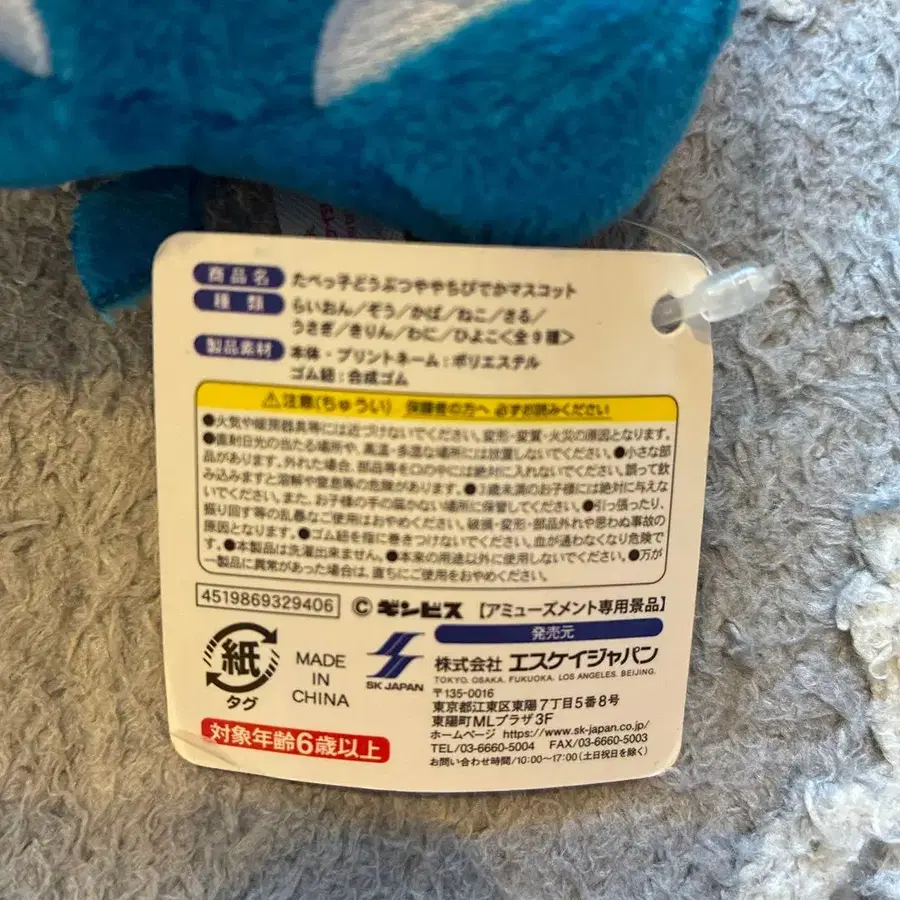 商品名 たべっ子どうぶつややちびでかマスコット
種類 らいおん/ぞう/かば/ねこ/さる/
うさぎ/きりん/わに/ひよこ<全9種>
製品素材 本体・プリントネーム:ポリエステル
ゴム紐:合成ゴム
⚠注意(ちゅうい) 保護者の方へ 必ずお読みください
●火気や暖房器具等には近づけないでください。変形・変質・火災の原因となります。
●直射日光の当たる場所や、高温・多湿な場所には放置しないでください。●小さな部
品があります。外れた場合、部品等を口の中には絶対に入れないでください。誤って飲
み込みますと溶解や窒息等の危険があります。●3歳未満のお子様には絶対に与えな
いでください。また、お子様の手の届かない場所に保管してください。●引っ張ったり、
振り回す等の乱暴なご使用はおやめください。破損・変形・部品外れや思わぬ事故の
原因となります。●ゴム紐を指に巻きつけないでください。血が通わなくなり危険で
す。●本製品は洗濯出来ません。●本来の用途以外に使用しないでください。●万が
一製品に異常があった場合は、直ちにご使用をおやめください。
4519869329406 © ギンビス 【アミューズメント専用景品】
紙
タグ
MADE
IN
CHINA
SK JAPAN
発売元
株式会社 エスケイジャパン
TOKYO. OSAKA. FUKUOKA. LOS ANGELES. BEIJING.
〒135-0016
東京都江東区東陽7丁目5番8号
東陽町MLプラザ3F
ホームページ https://www.sk-japan.co.jp/
TEL/03-6660-5004 FAX/03-6660-5003
お問い合わせ時間/10:00〜17:00(土日祝日を除く)
対象年齢6歳以上